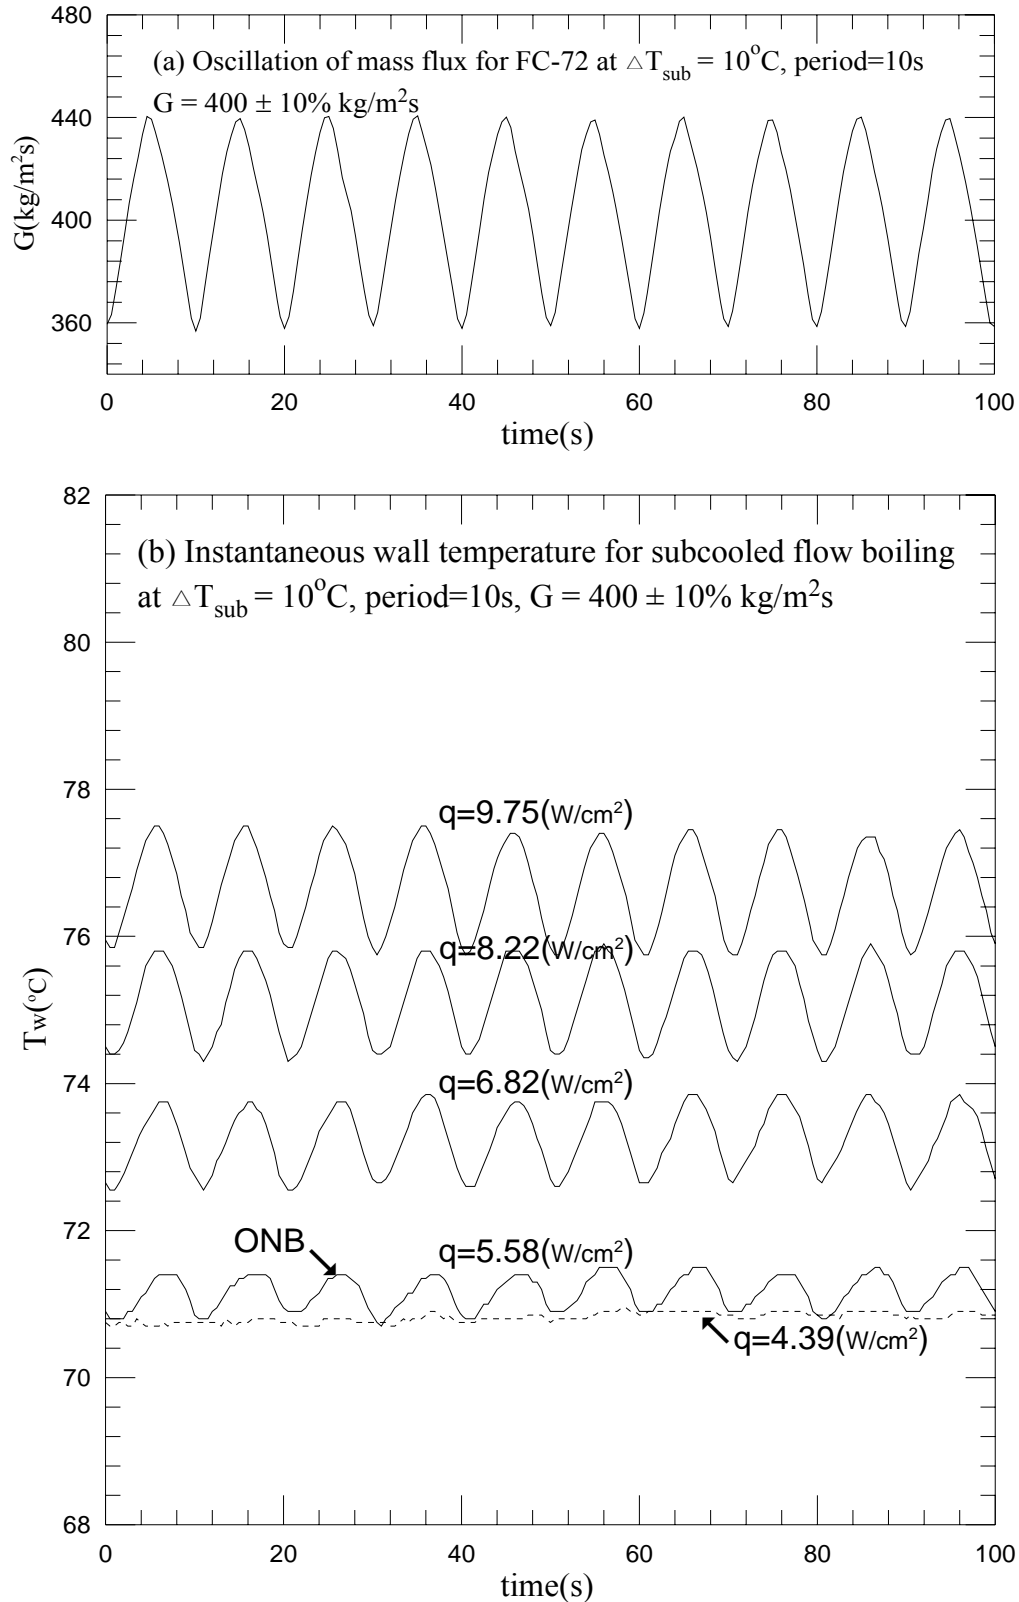 480
(a) Oscillation of mass flux for FC-72 at △Tsub = 10°C, period=10s
G = 400 ± 10% kg/m²s
440
400
360
G(kg/m²s)
0 20 40 60 80 100
time(s)
82
(b) Instantaneous wall temperature for subcooled flow boiling
at △Tsub = 10°C, period=10s, G = 400 ± 10% kg/m²s
80
78
q=9.75(W/cm²)
76
q=8.22(W/cm²)
Tw(°C)
74
q=6.82(W/cm²)
72
ONB
q=5.58(W/cm²)
q=4.39(W/cm²)
70
68
0 20 40 60 80 100
time(s)